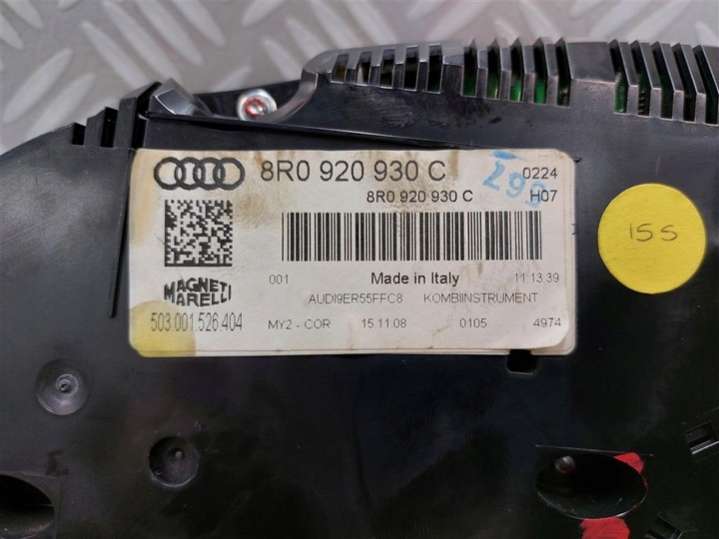 8R0 920 930 C 0224
8R0 920 930 C H07
001 Made in Italy 11:13:39
MAGNETI
MARELLI
AUDI9ER55FFC8 KOMBIINSTRUMENT
503.001.526.404 MY2 - COR 15.11.08 0105 4974
155